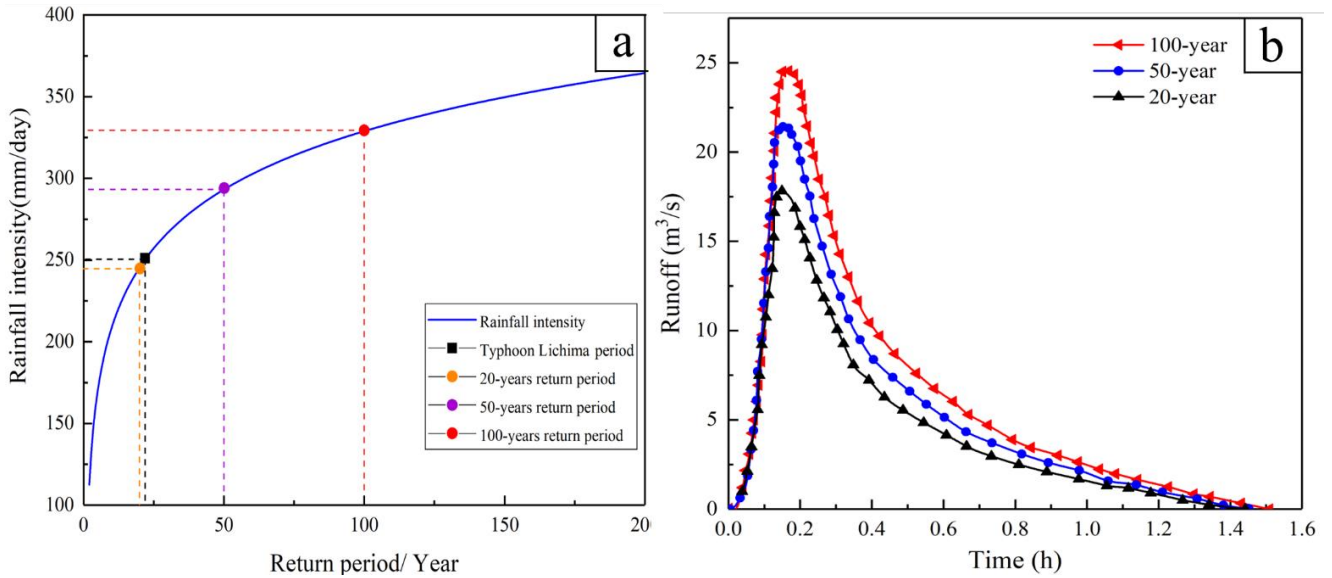 a
400
350
300
250
200
150
100
0
50
100
150
200
Rainfall intensity(mm/day)
Return period/ Year
Rainfall intensity
Typhoon Lichima period
20-years return period
50-years return period
100-years return period
b
25
20
15
10
5
0
0.0
0.2
0.4
0.6
0.8
1.0
1.2
1.4
1.6
Runoff (m³/s)
Time (h)
100-year
50-year
20-year